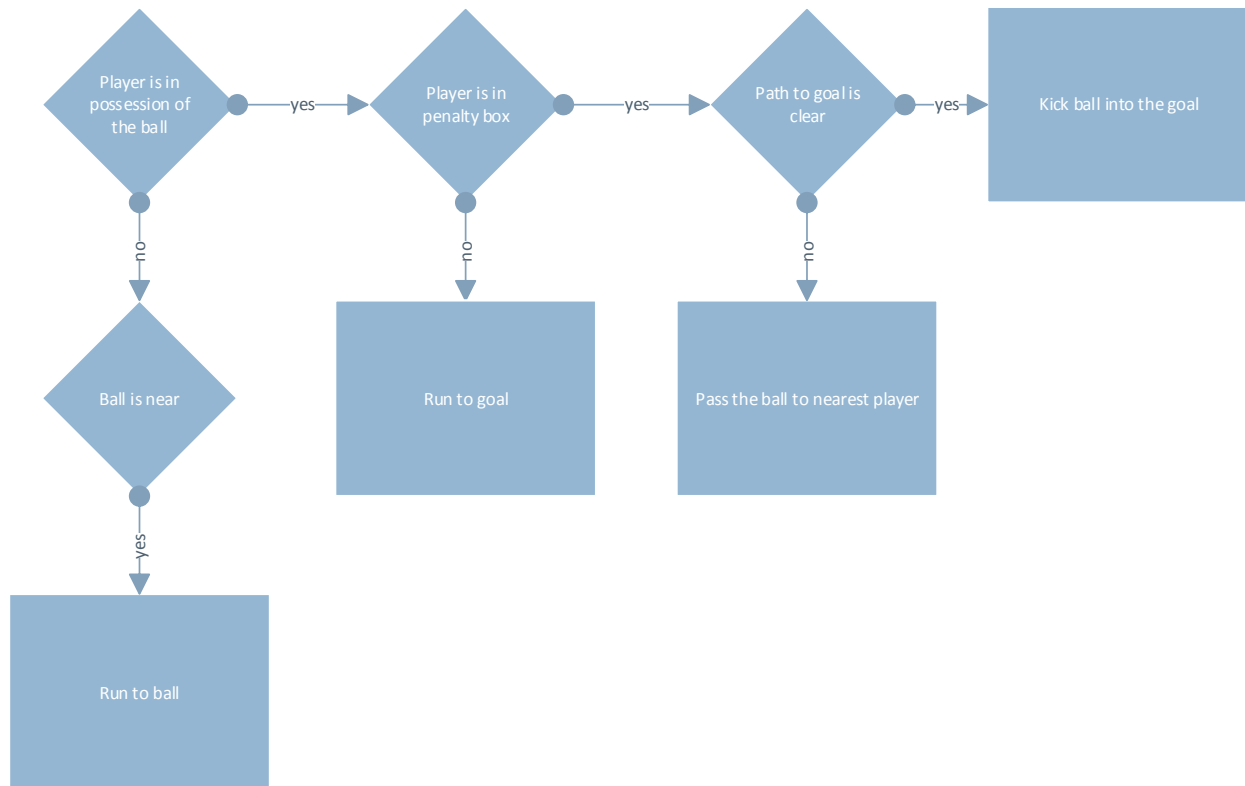 Player is in
possession of
the ball
yes
Player is in
penalty box
yes
Path to goal is
clear
yes
Kick ball into the goal
no
no
no
Ball is near
Run to goal
Pass the ball to nearest player
yes
Run to ball